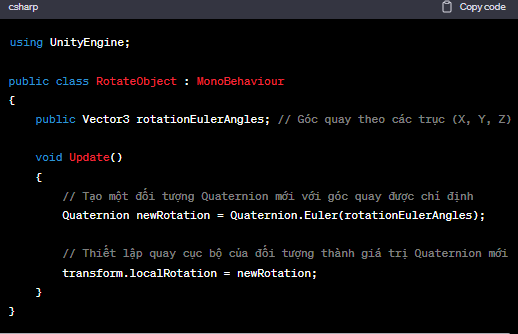 csharp
Copy code
using UnityEngine;
public class RotateObject : MonoBehaviour
{
public Vector3 rotationEulerAngles; // Góc quay theo các trục (X, Y, Z)
void Update()
{
// Tạo một đối tượng Quaternion mới với góc quay được chỉ định
Quaternion newRotation = Quaternion.Euler(rotationEulerAngles);
// Thiết lập quay cục bộ của đối tượng thành giá trị Quaternion mới
transform.localRotation = newRotation;
}
}